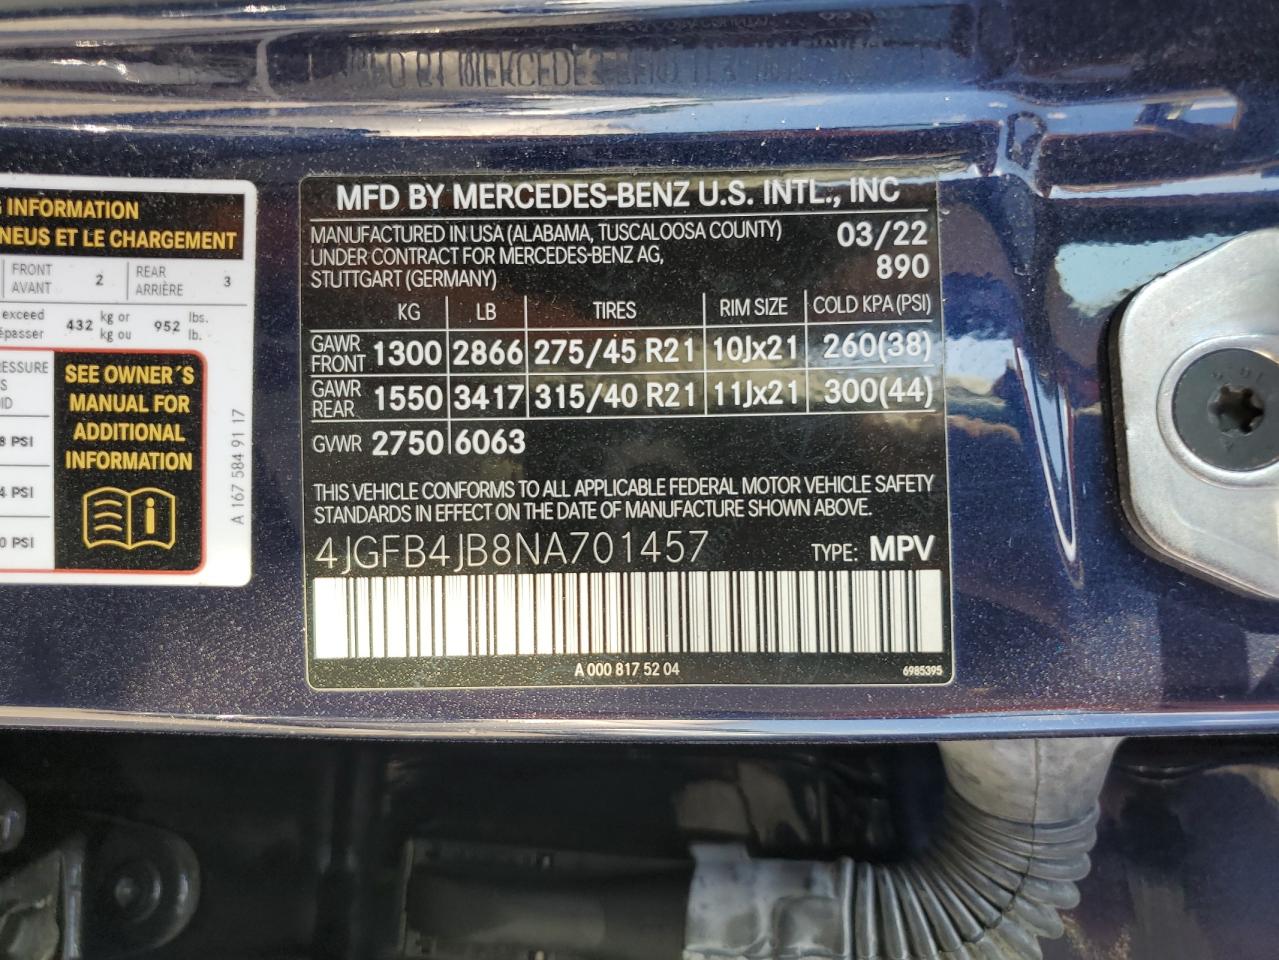 INFORMATION
NEUS ET LE CHARGEMENT
FRONT AVANT 2 REAR ARRIÈRE 3
exceed 432 kg or kg ou 952 lbs. lb.
SEE OWNER'S
MANUAL FOR
ADDITIONAL
INFORMATION
PSI
PSI
PSI
A 167 584 91 17
MFD BY MERCEDES-BENZ U.S. INTL., INC
MANUFACTURED IN USA (ALABAMA, TUSCALOOSA COUNTY) 03/22
UNDER CONTRACT FOR MERCEDES-BENZ AG, 890
STUTTGART (GERMANY)
KG LB TIRES RIM SIZE COLD KPA (PSI)
GAWR FRONT 1300 2866 275/45 R21 10Jx21 260(38)
GAWR REAR 1550 3417 315/40 R21 11Jx21 300(44)
GVWR 2750 6063
THIS VEHICLE CONFORMS TO ALL APPLICABLE FEDERAL MOTOR VEHICLE SAFETY
STANDARDS IN EFFECT ON THE DATE OF MANUFACTURE SHOWN ABOVE.
4JGFB4JB8NA701457 TYPE: MPV
A 000 817 52 04 6985395